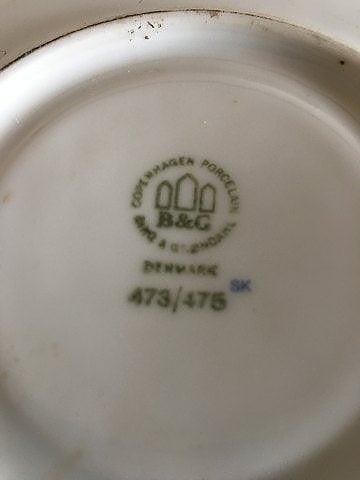 COPENHAGEN PORCELAIN
B&G
BING & GRØNDAHL
DENMARK
473/475
SK